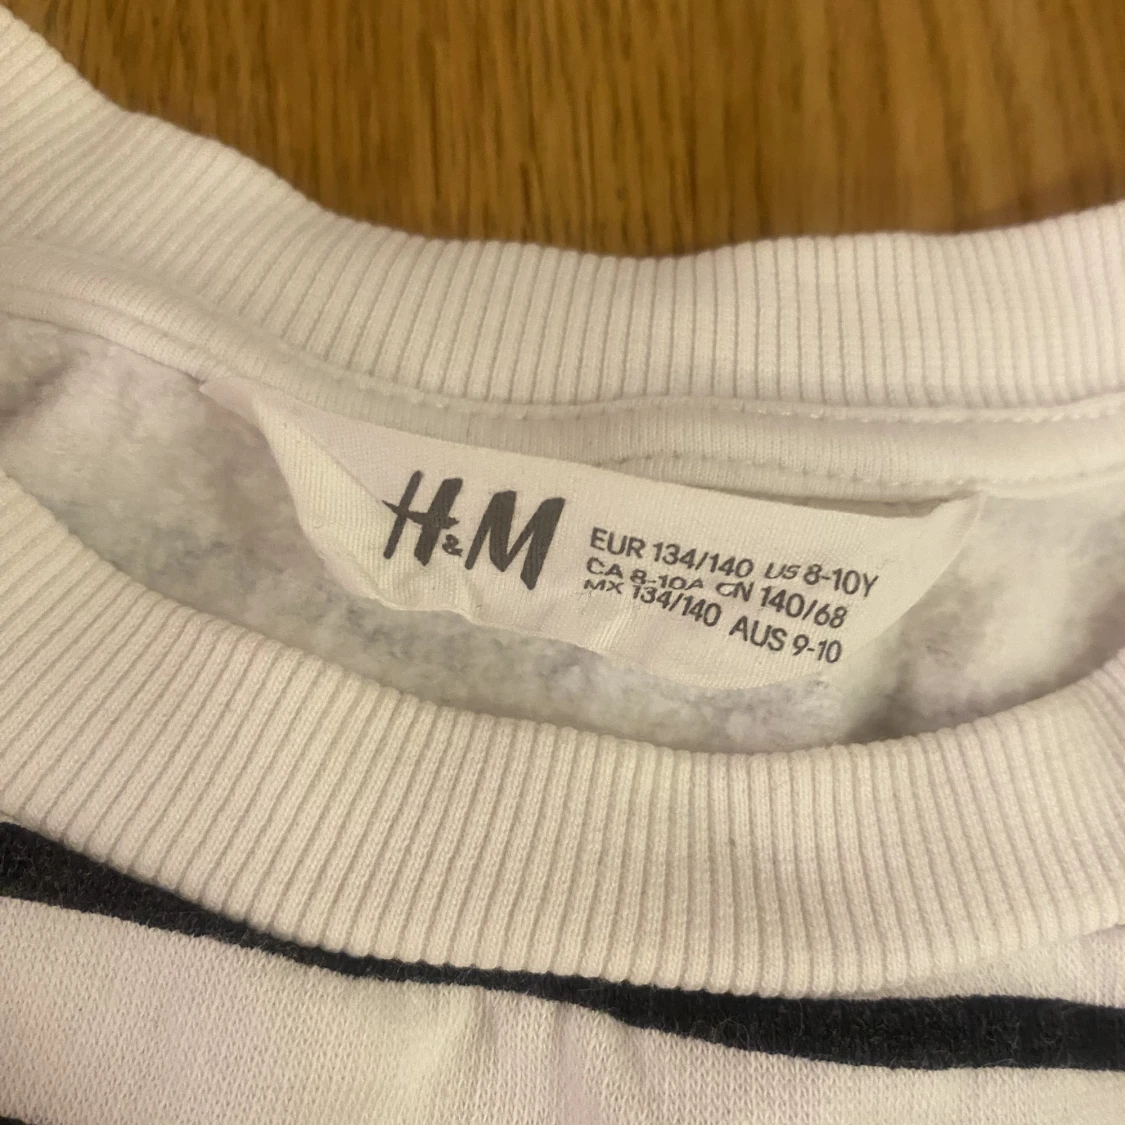 H&M
EUR 134/140 US 8-10Y
CA 8-10A CN 140/68
MX 134/140 AUS 9-10